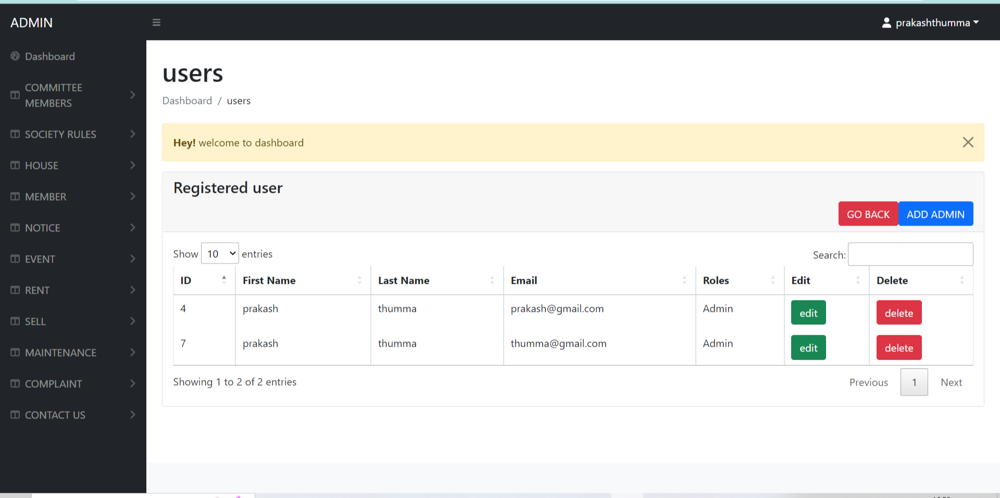 ADMIN
prakashthumma
Dashboard
COMMITTEE
MEMBERS
SOCIETY RULES
HOUSE
MEMBER
NOTICE
EVENT
RENT
SELL
MAINTENANCE
COMPLAINT
CONTACT US
users
Dashboard / users
Hey! welcome to dashboard
Registered user
GO BACK ADD ADMIN
Show 10 entries
Search:
ID First Name Last Name Email Roles Edit Delete
4 prakash thumma prakash@gmail.com Admin edit delete
7 prakash thumma thumma@gmail.com Admin edit delete
Showing 1 to 2 of 2 entries
Previous 1 Next